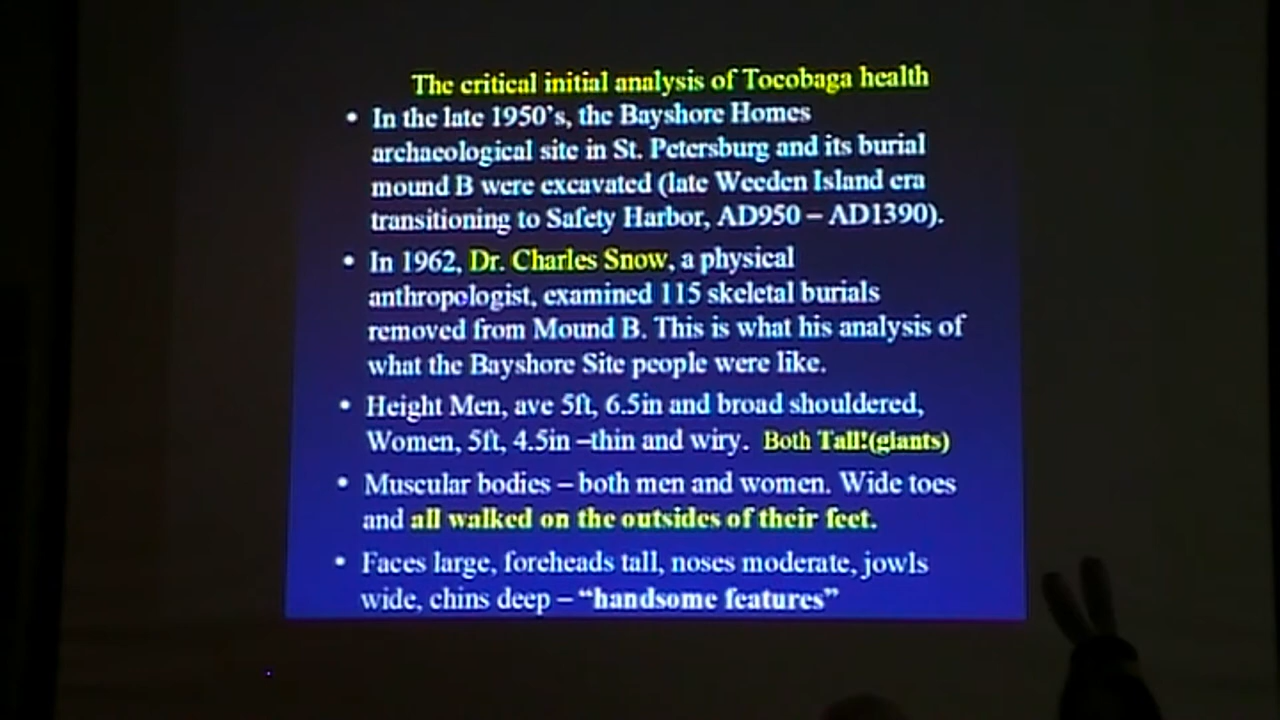 The critical initial analysis of Tocobaga health
• In the late 1950's, the Bayshore Homes
archaeological site in St. Petersburg and its burial
mound B were excavated (late Weeden Island era
transitioning to Safety Harbor, AD950 – AD1390).
• In 1962, Dr. Charles Snow, a physical
anthropologist, examined 115 skeletal burials
removed from Mound B. This is what his analysis of
what the Bayshore Site people were like.
• Height Men, ave 5ft, 6.5in and broad shouldered,
Women, 5ft, 4.5in –thin and wiry. Both Tall!(giants)
• Muscular bodies – both men and women. Wide toes
and all walked on the outsides of their feet.
• Faces large, foreheads tall, noses moderate, jowls
wide, chins deep – “handsome features”